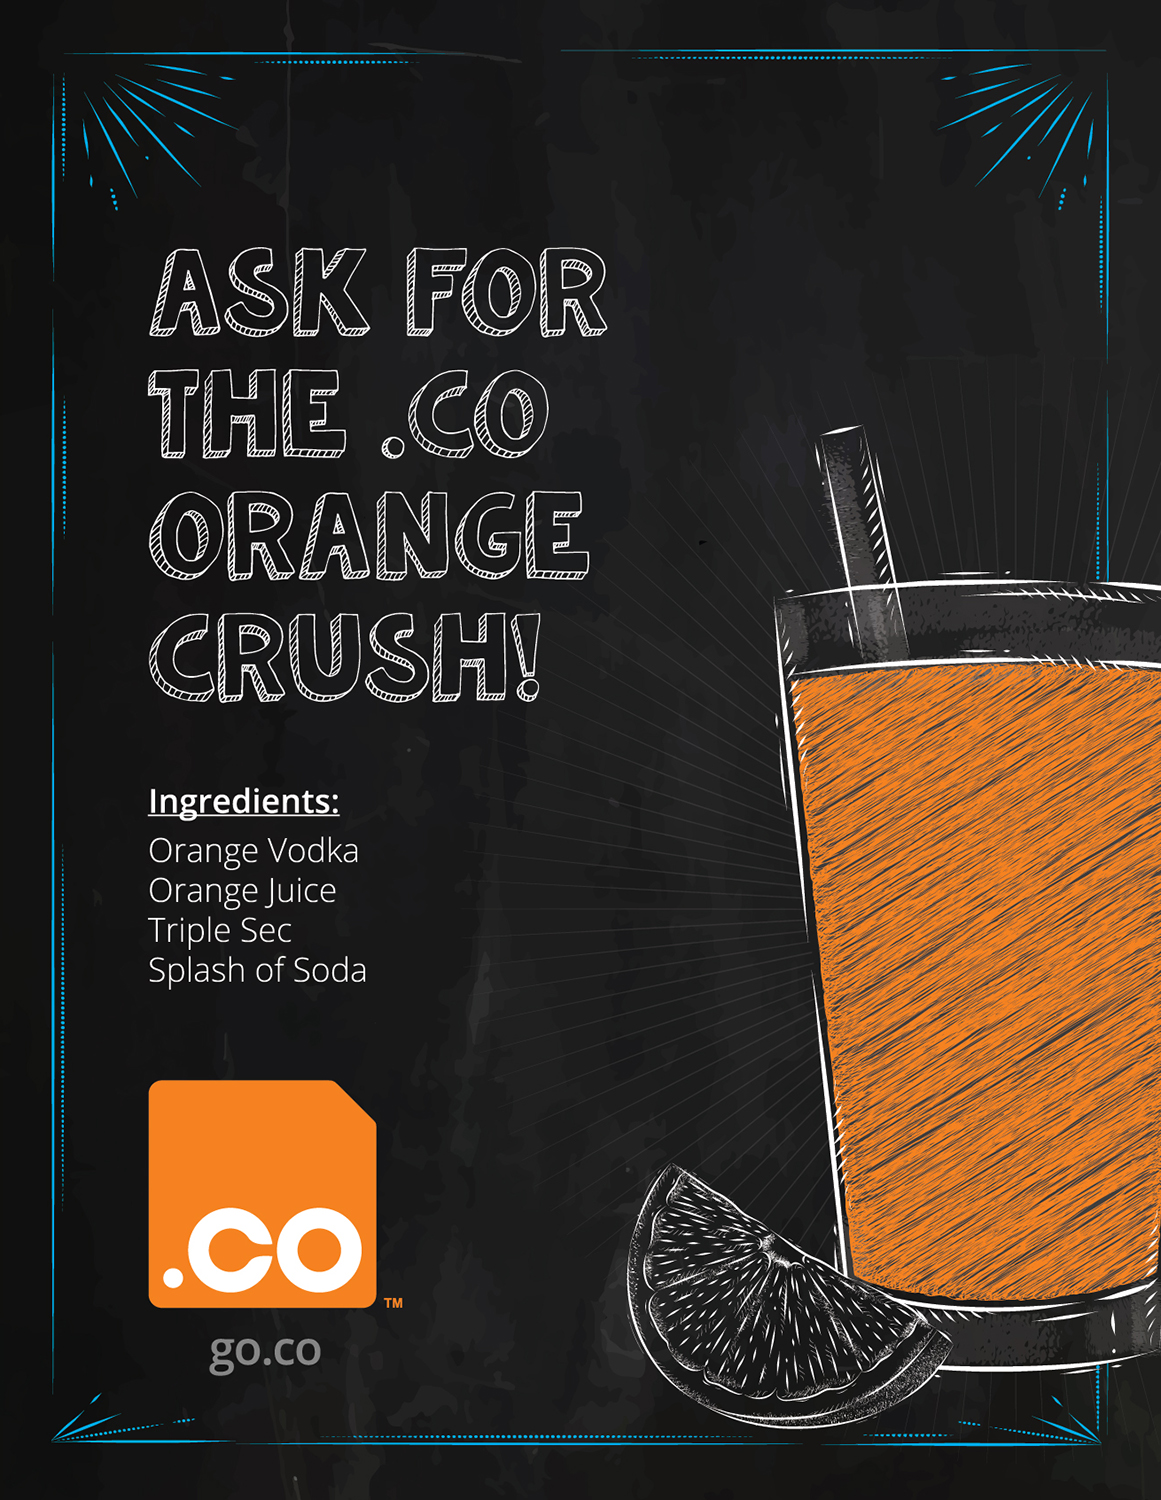 ASK FOR
THE .CO
ORANGE
CRUSH!
Ingredients:
Orange Vodka
Orange Juice
Triple Sec
Splash of Soda
.co
TM
go.co